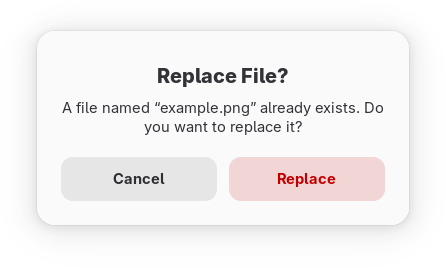 Replace File?
A file named “example.png” already exists. Do
you want to replace it?
Cancel
Replace